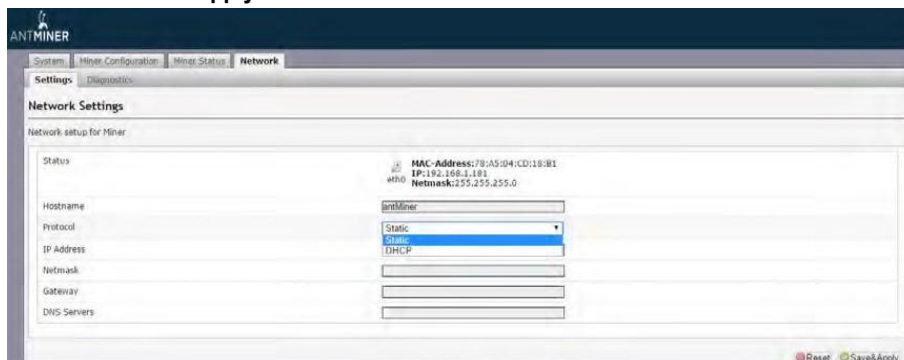 ANTMINER
System Miner Configuration Miner Status Network
Settings Diagnostics
Network Settings
Network setup for Miner
Status
MAC-Address:78:A5:04:CD:18:B1
eth0 IP:192.168.1.181
Netmask:255.255.255.0
Hostname antMiner
Protocol Static
Static
IP Address DHCP
Netmask
Gateway
DNS Servers
Reset Save&Apply